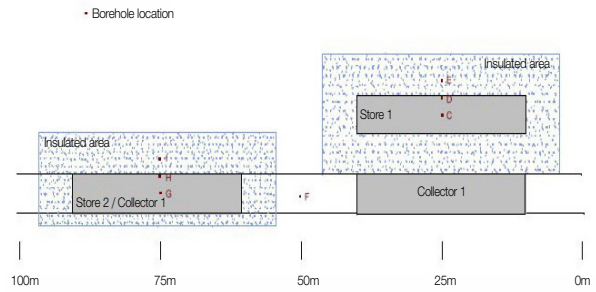 Borehole location
Insulated area
E
D
Store 1
C
Insulated area
I
H
G
Store 2 / Collector 1
F
Collector 1
100m
75m
50m
25m
0m